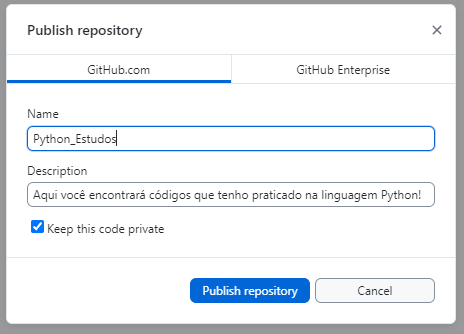 Publish repository
GitHub.com
GitHub Enterprise
Name
Python_Estudos
Description
Aqui você encontrará códigos que tenho praticado na linguagem Python!
Keep this code private
Publish repository
Cancel